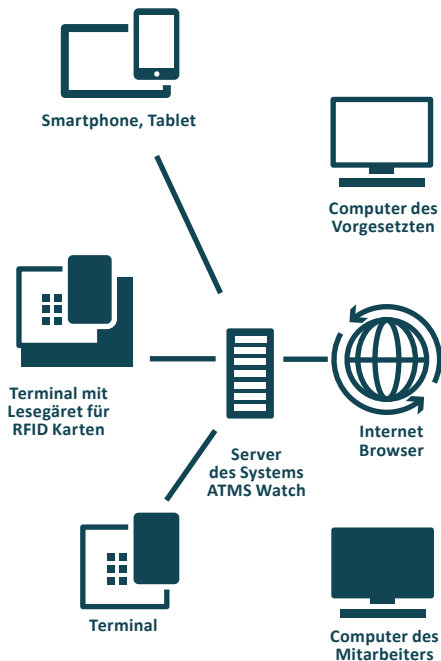 Smartphone, Tablet
Computer des
Vorgesetzten
Terminal mit
Lesegäret für
RFID Karten
Server
des Systems
ATMS Watch
Internet
Browser
Terminal
Computer des
Mitarbeiters